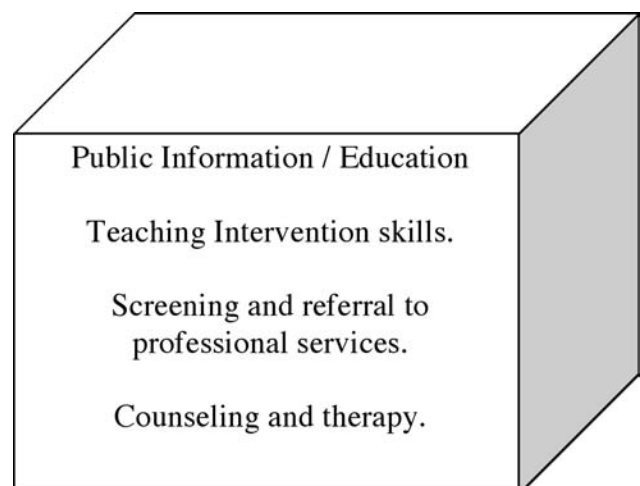 Public Information / Education
Teaching Intervention skills.
Screening and referral to
professional services.
Counseling and therapy.